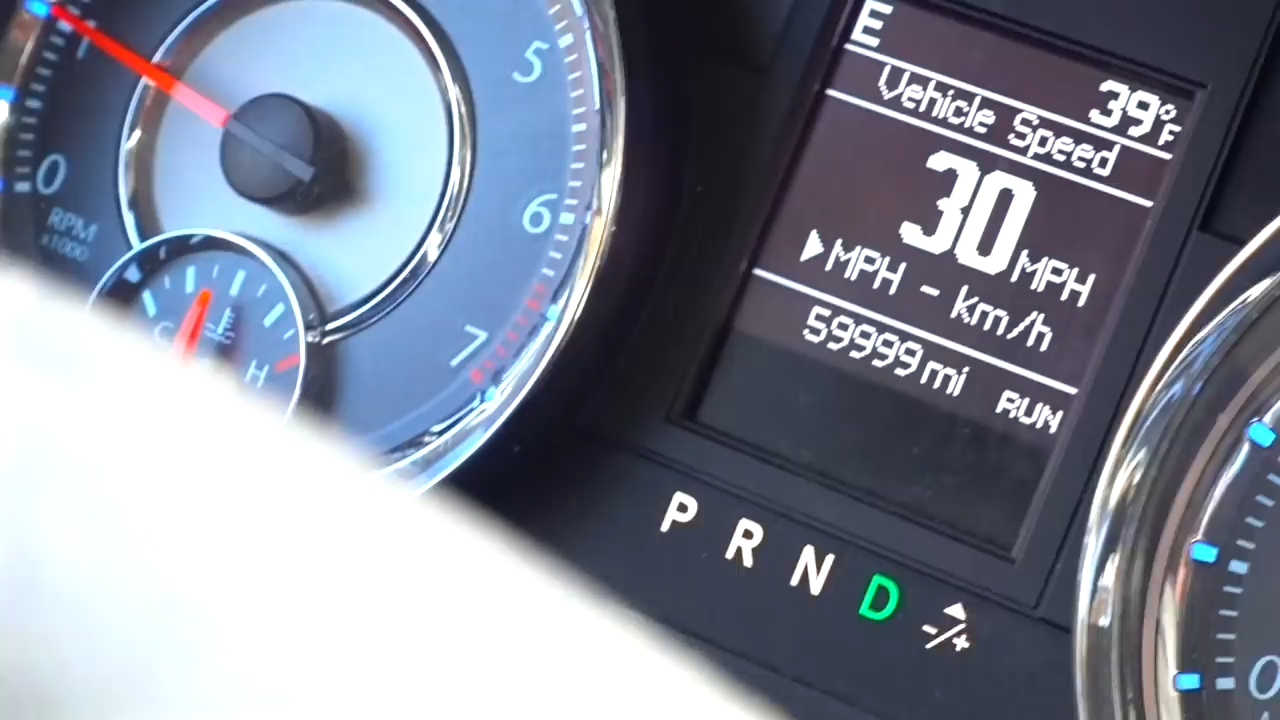 E
39°F
Vehicle Speed
30 MPH
▶MPH - km/h
59999 mi
RUN
P R N D -/+
5
6
7
1
0
RPM
x1000
C H
0